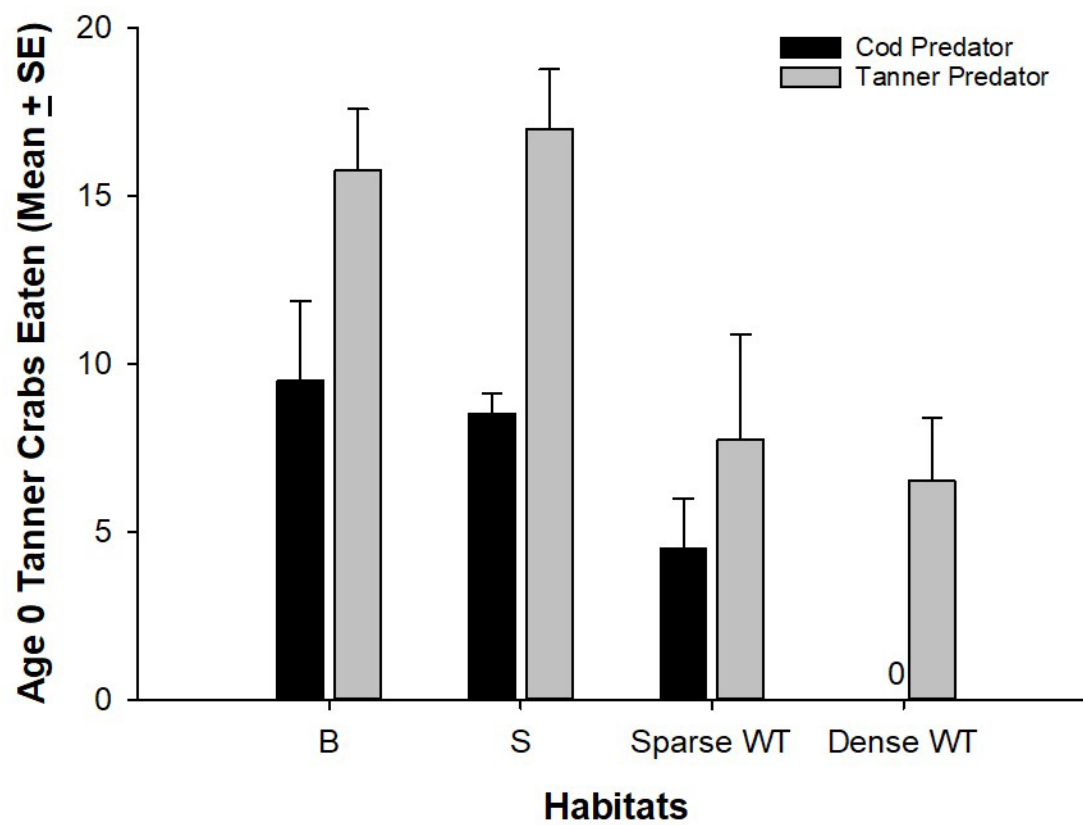 Age 0 Tanner Crabs Eaten (Mean ± SE)
20
15
10
5
0
Cod Predator
Tanner Predator
0
B S Sparse WT Dense WT
Habitats